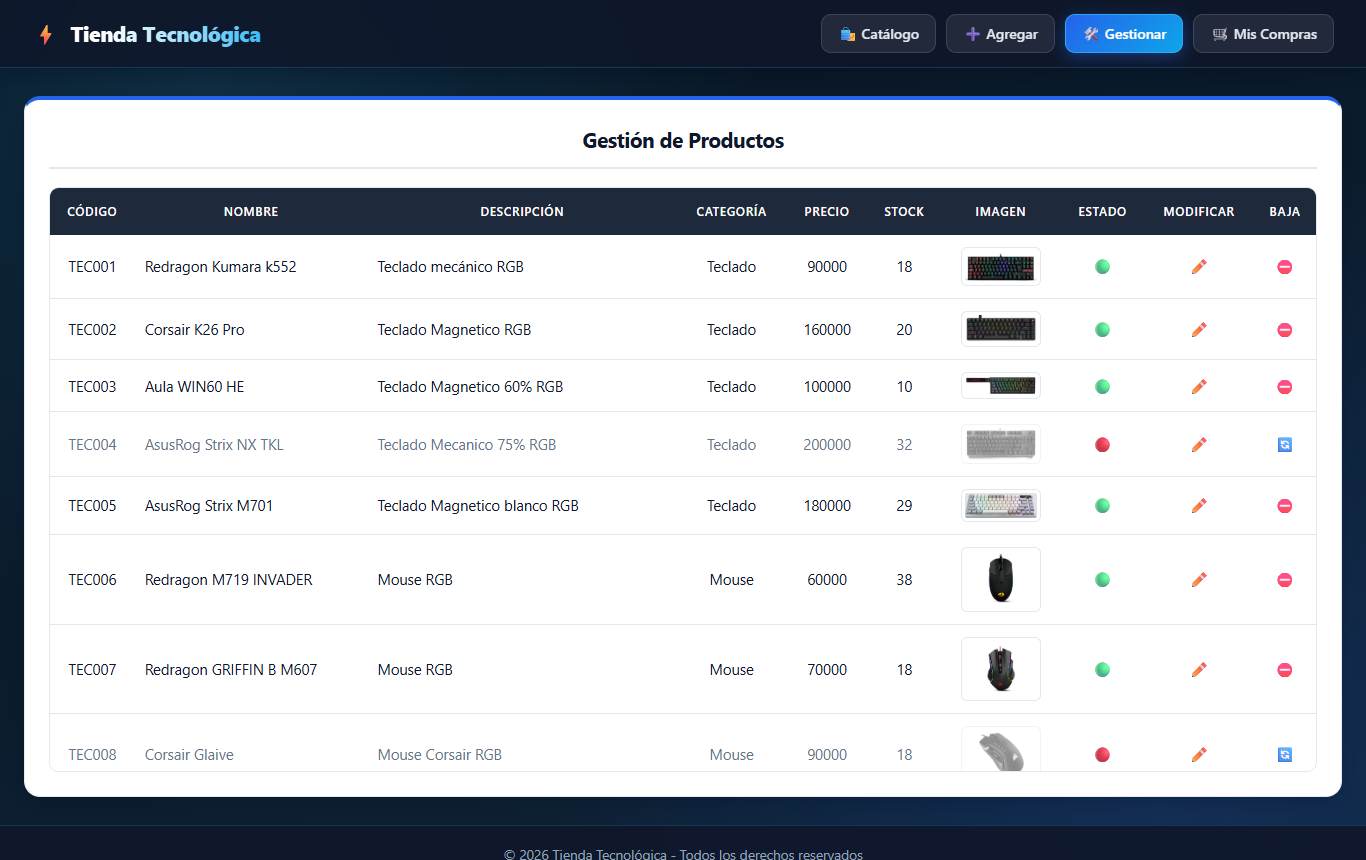 Tienda Tecnológica
Catálogo
Agregar
Gestionar
Mis Compras
Gestión de Productos
CÓDIGO NOMBRE DESCRIPCIÓN CATEGORÍA PRECIO STOCK IMAGEN ESTADO MODIFICAR BAJA
TEC001 Redragon Kumara k552 Teclado mecánico RGB Teclado 90000 18
TEC002 Corsair K26 Pro Teclado Magnetico RGB Teclado 160000 20
TEC003 Aula WIN60 HE Teclado Magnetico 60% RGB Teclado 100000 10
TEC004 AsusRog Strix NX TKL Teclado Mecanico 75% RGB Teclado 200000 32
TEC005 AsusRog Strix M701 Teclado Magnetico blanco RGB Teclado 180000 29
TEC006 Redragon M719 INVADER Mouse RGB Mouse 60000 38
TEC007 Redragon GRIFFIN B M607 Mouse RGB Mouse 70000 18
TEC008 Corsair Glaive Mouse Corsair RGB Mouse 90000 18
© 2026 Tienda Tecnológica - Todos los derechos reservados